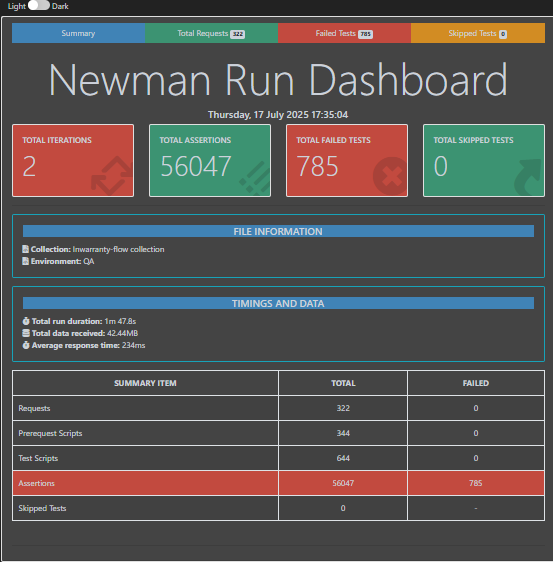 Light Dark
Summary Total Requests 322 Failed Tests 785 Skipped Tests 0
Newman Run Dashboard
Thursday, 17 July 2025 17:35:04
TOTAL ITERATIONS TOTAL ASSERTIONS TOTAL FAILED TESTS TOTAL SKIPPED TESTS
2 56047 785 0
FILE INFORMATION
Collection: Inwarranty-flow collection
Environment: QA
TIMINGS AND DATA
Total run duration: 1m 47.8s
Total data received: 42.44MB
Average response time: 234ms
SUMMARY ITEM TOTAL FAILED
Requests 322 0
Prerequest Scripts 344 0
Test Scripts 644 0
Assertions 56047 785
Skipped Tests 0 -